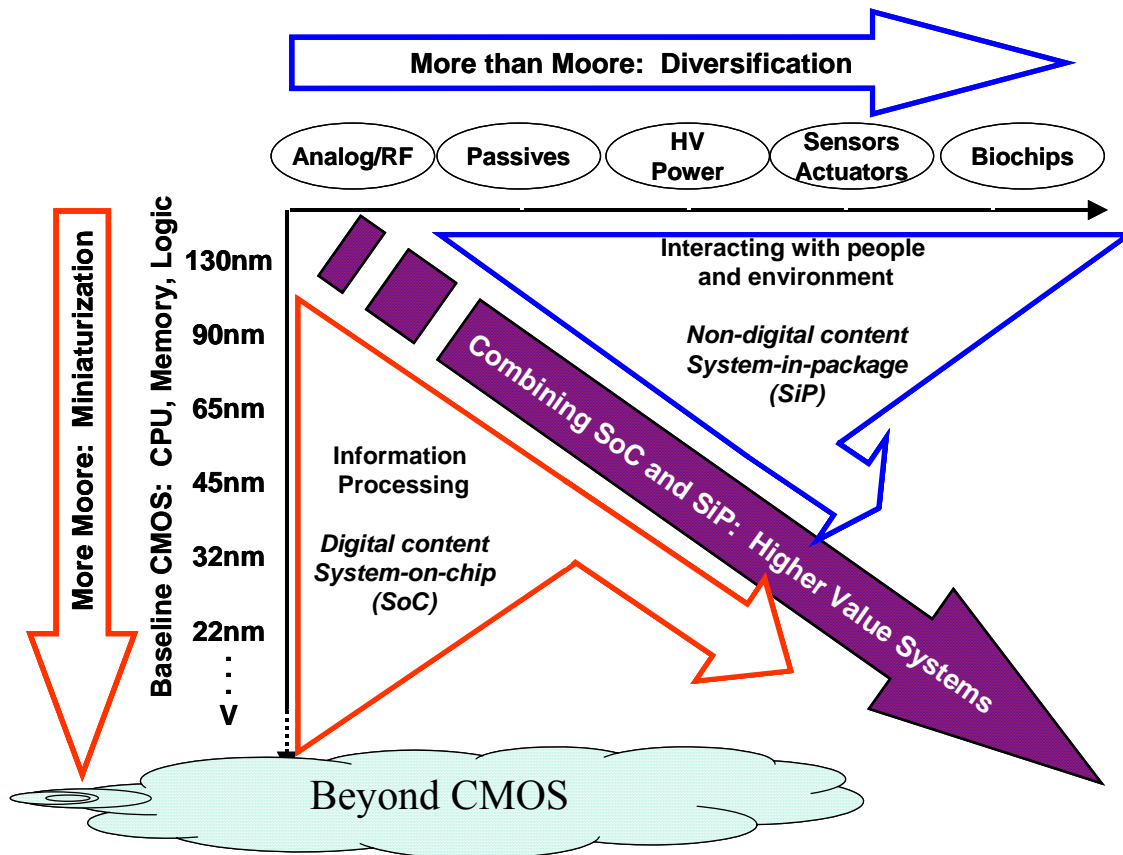 More than Moore: Diversification
Analog/RF
Passives
HV
Power
Sensors
Actuators
Biochips
More Moore: Miniaturization
Baseline CMOS: CPU, Memory, Logic
130nm
90nm
65nm
45nm
32nm
22nm
V
Interacting with people
and environment
Non-digital content
System-in-package
(SiP)
Combining SoC and SiP: Higher Value Systems
Information
Processing
Digital content
System-on-chip
(SoC)
Beyond CMOS